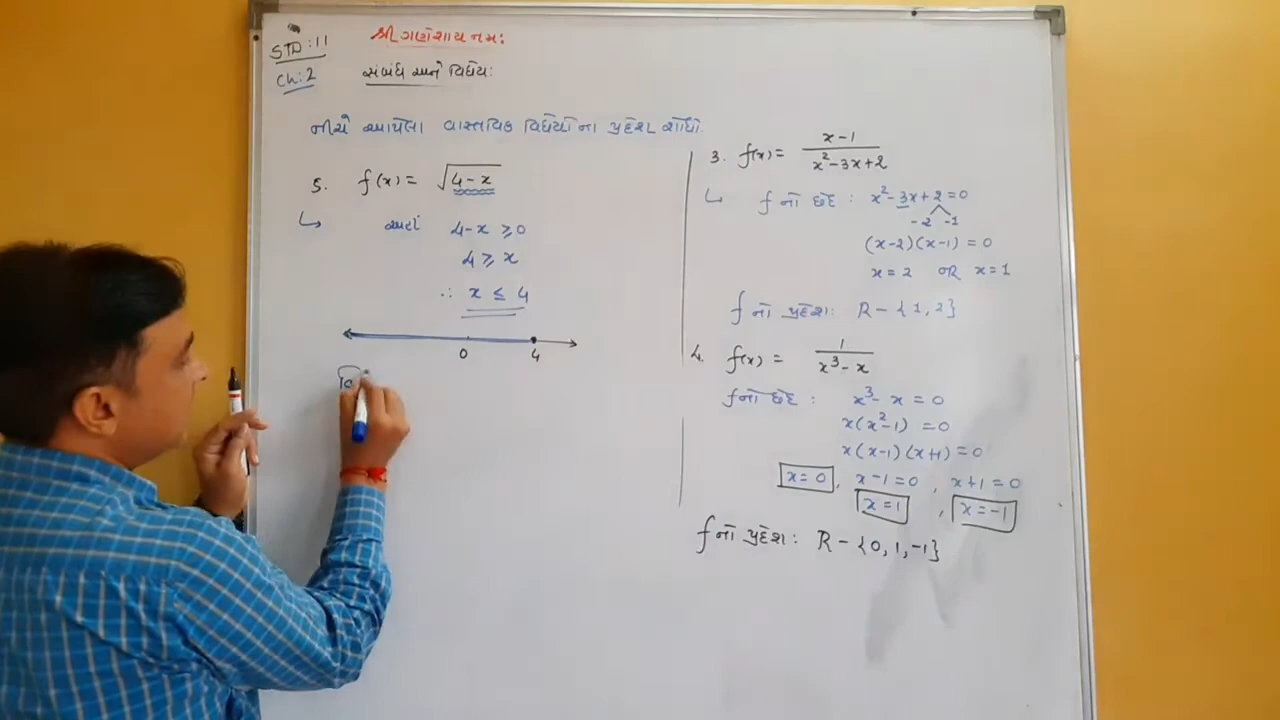 શ્રી ગણેશાય નમ:
STD:11
Ch:2
સંબંધ અને વિધેય:
નીચે આપેલા વાસ્તવિક વિધેયોના પ્રદેશ શોધો.
5. f(x) = √4-x
↳ અહીં 4-x ≥ 0
4 ≥ x
∴ x ≤ 4
0 4
વિ
3. f(x) = x-1 / x²-3x+2
↳ f નો છેદ : x²-3x+2=0
-2 -1
(x-2)(x-1) = 0
x = 2 OR x = 1
f નો પ્રદેશ: R - {1, 2}
4. f(x) = 1 / x³-x
f નો છેદ : x³- x = 0
x(x²-1) = 0
x(x-1)(x+1) = 0
x = 0, x-1 = 0, x+1 = 0
x = 1, x = -1
f નો પ્રદેશ: R - {0, 1, -1}